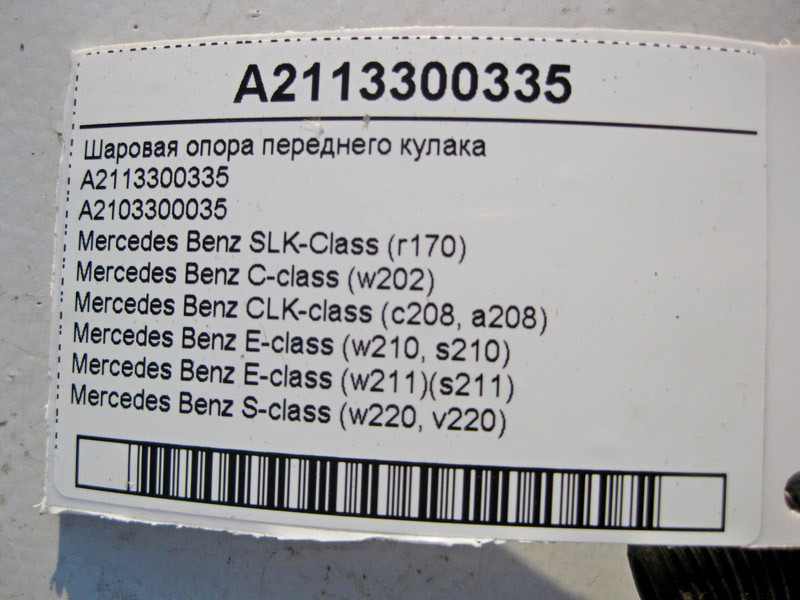 A2113300335
Шаровая опора переднего кулака
A2113300335
A2103300035
Mercedes Benz SLK-Class (r170)
Mercedes Benz C-class (w202)
Mercedes Benz CLK-class (c208, a208)
Mercedes Benz E-class (w210, s210)
Mercedes Benz E-class (w211)(s211)
Mercedes Benz S-class (w220, v220)